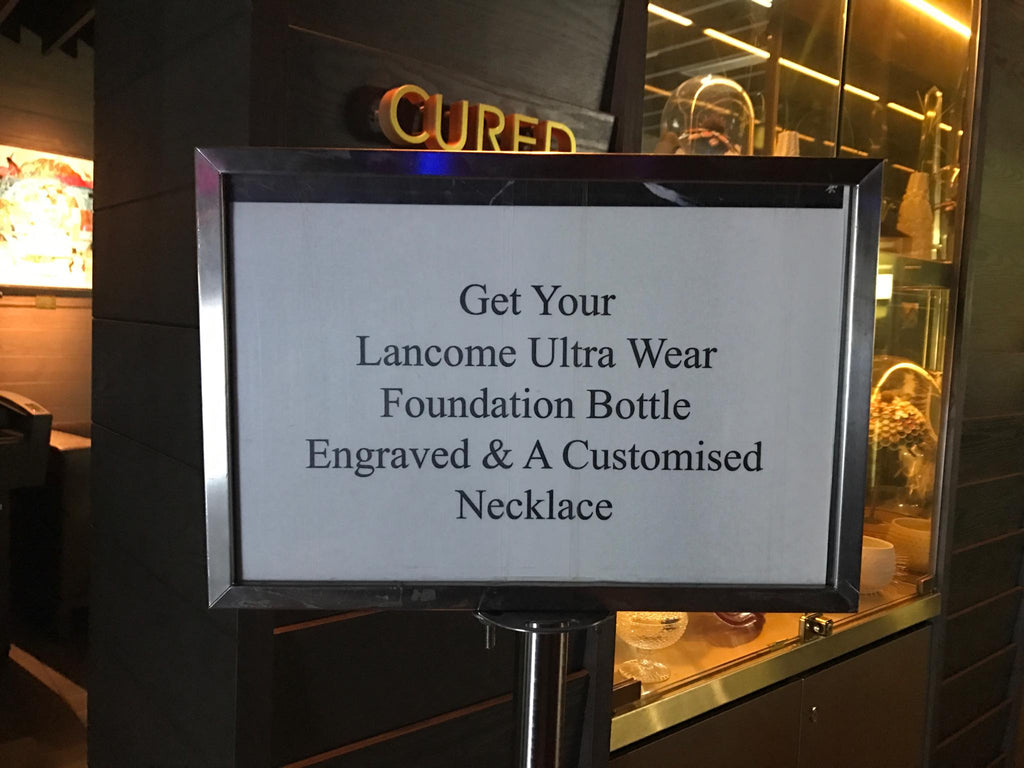 CURED
Get Your
Lancome Ultra Wear
Foundation Bottle
Engraved & A Customised
Necklace